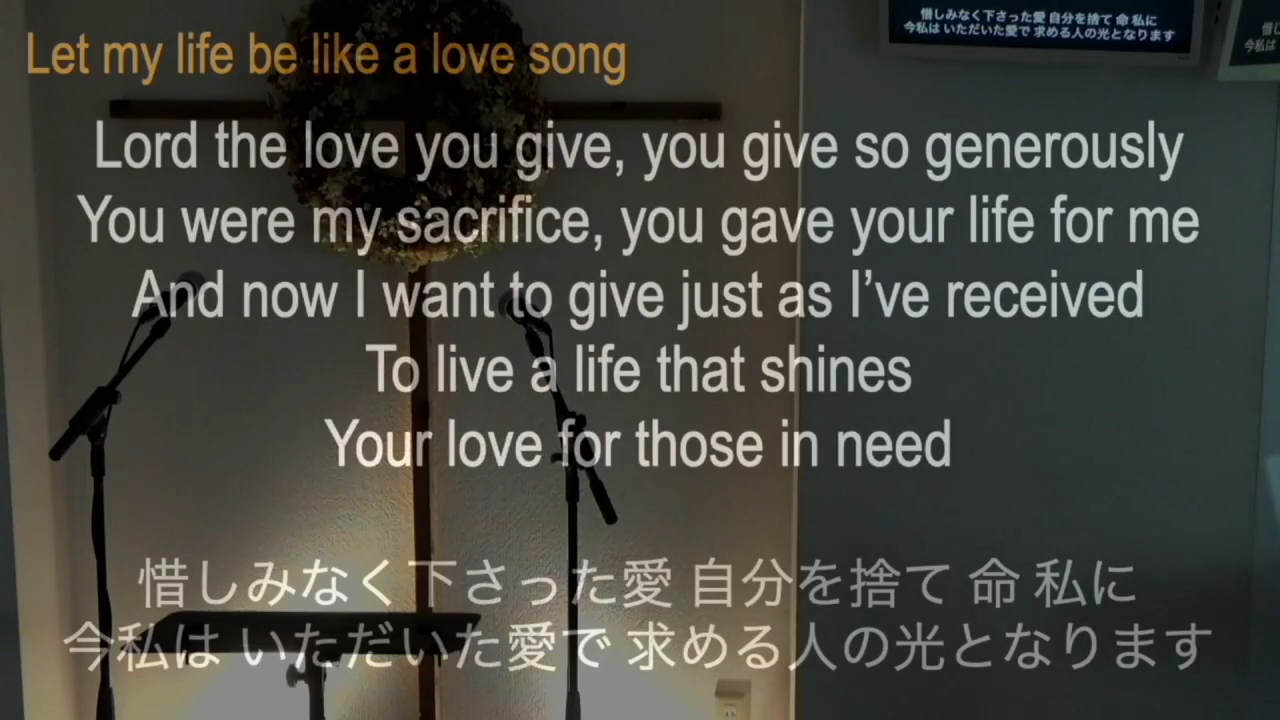 惜しみなく下さった愛 自分を捨て 命 私に
今私は いただいた愛で 求める人の光となります
Let my life be like a love song
Lord the love you give, you give so generously
You were my sacrifice, you gave your life for me
And now I want to give just as I’ve received
To live a life that shines
Your love for those in need
惜しみなく下さった愛 自分を捨て 命 私に
今私は いただいた愛で 求める人の光となります